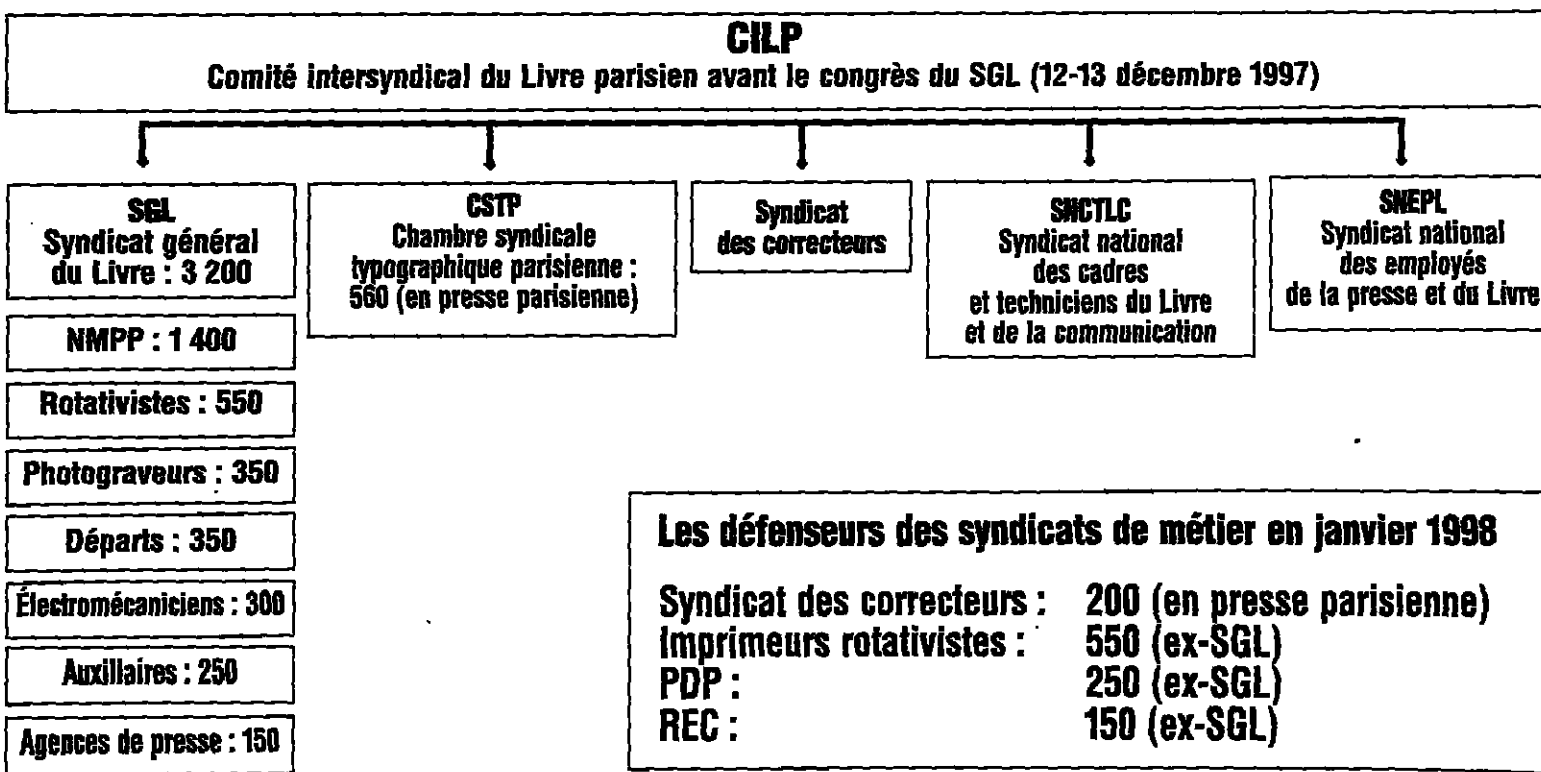 CILP
Comité intersyndical du Livre parisien avant le congrès du SGL (12-13 décembre 1997)
SGL
Syndicat général
du Livre : 3 200
NMPP : 1 400
Rotativistes : 550
Photograveurs : 350
Départs : 350
Électromécaniciens : 300
Auxiliaires : 250
Agences de presse : 150
CSTP
Chambre syndicale
typographique parisienne :
560 (en presse parisienne)
Syndicat
des correcteurs
SNCTLC
Syndicat national
des cadres
et techniciens du Livre
et de la communication
SNEPL
Syndicat national
des employés
de la presse et du Livre
Les défenseurs des syndicats de métier en janvier 1998
Syndicat des correcteurs : 200 (en presse parisienne)
Imprimeurs rotativistes : 550 (ex-SGL)
PDP : 250 (ex-SGL)
REC : 150 (ex-SGL)